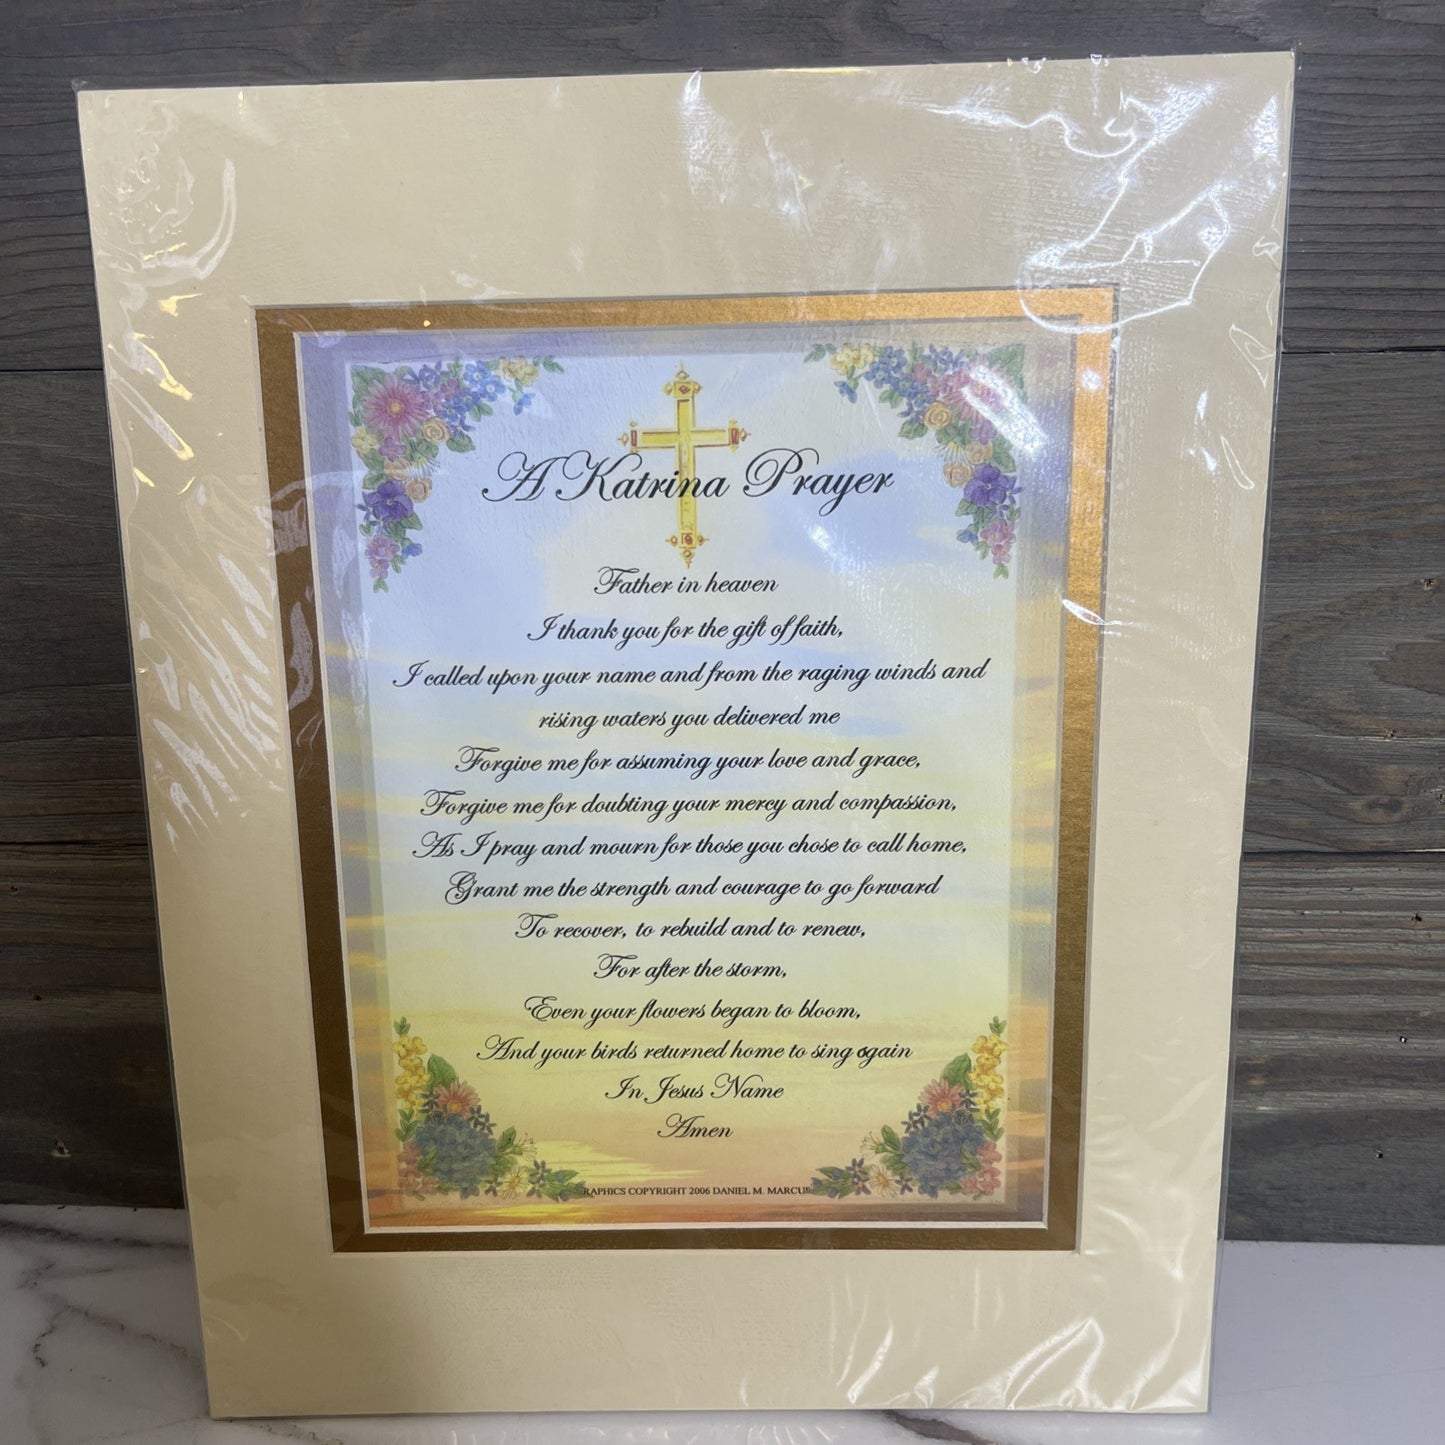 A Katrina Prayer
Father in heaven
I thank you for the gift of faith,
I called upon your name and from the raging winds and
rising waters you delivered me
Forgive me for assuming your love and grace,
Forgive me for doubting your mercy and compassion,
As I pray and mourn for those you chose to call home,
Grant me the strength and courage to go forward
To recover, to rebuild and to renew,
For after the storm,
Even your flowers began to bloom,
And your birds returned home to sing again
In Jesus Name
Amen
RAPHICS COPYRIGHT 2006 DANIEL M. MARCUS